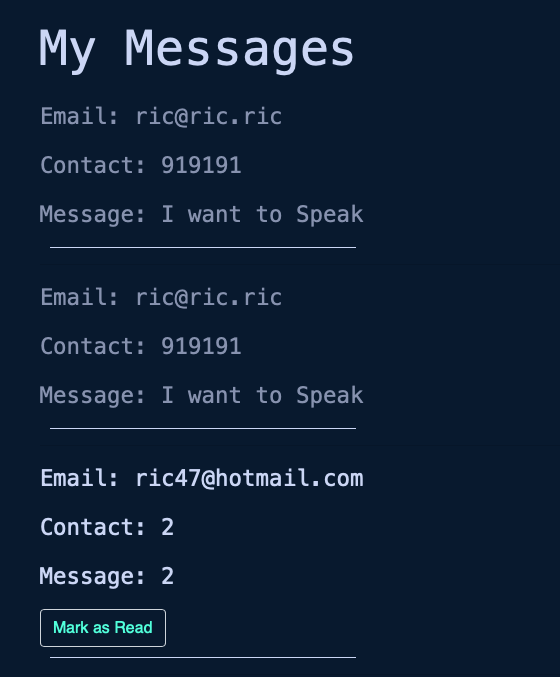 My Messages
Email: ric@ric.ric
Contact: 919191
Message: I want to Speak
Email: ric@ric.ric
Contact: 919191
Message: I want to Speak
Email: ric47@hotmail.com
Contact: 2
Message: 2
Mark as Read